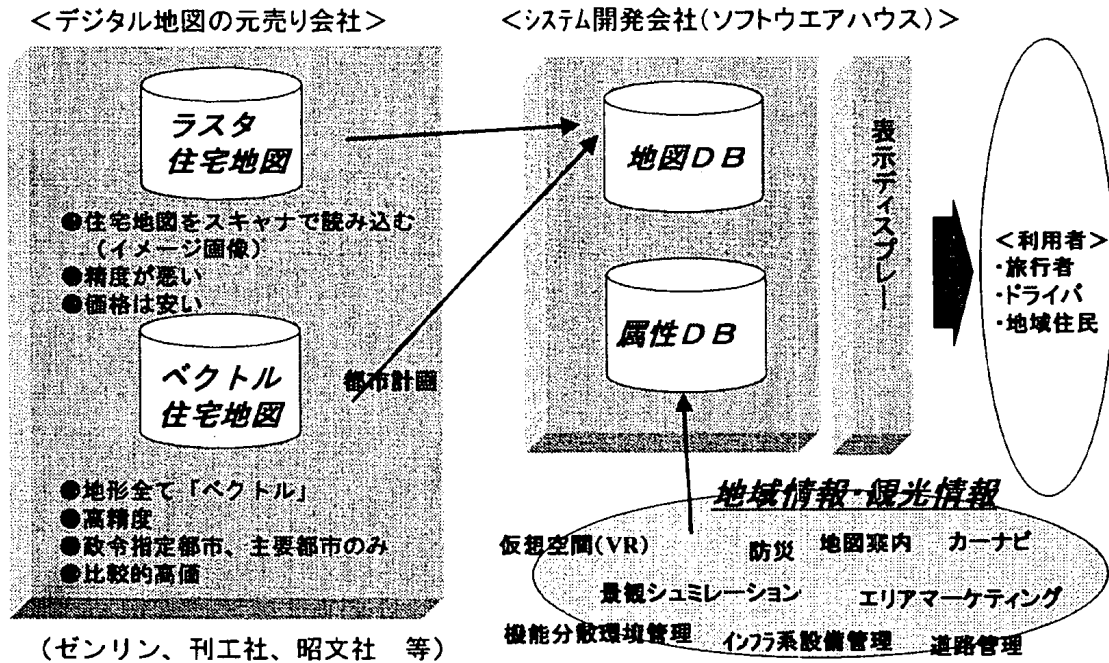 ＜デジタル地図の元売り会社＞
ラスタ
住宅地図
●住宅地図をスキャナで読み込む
（イメージ画像）
●精度が悪い
●価格は安い
ベクトル
住宅地図
都市計画
●地形全て「ベクトル」
●高精度
●政令指定都市、主要都市のみ
●比較的高価
（ゼンリン、刊工社、昭文社　等）
＜システム開発会社(ソフトウエアハウス)＞
地図ＤＢ
属性ＤＢ
表示ディスプレー
＜利用者＞
・旅行者
・ドライバ
・地域住民
地域情報・観光情報
仮想空間(VR)
防災
地図案内
カーナビ
景観シュミレーション
エリアマーケティング
機能分散環境管理
インフラ系設備管理
道路管理